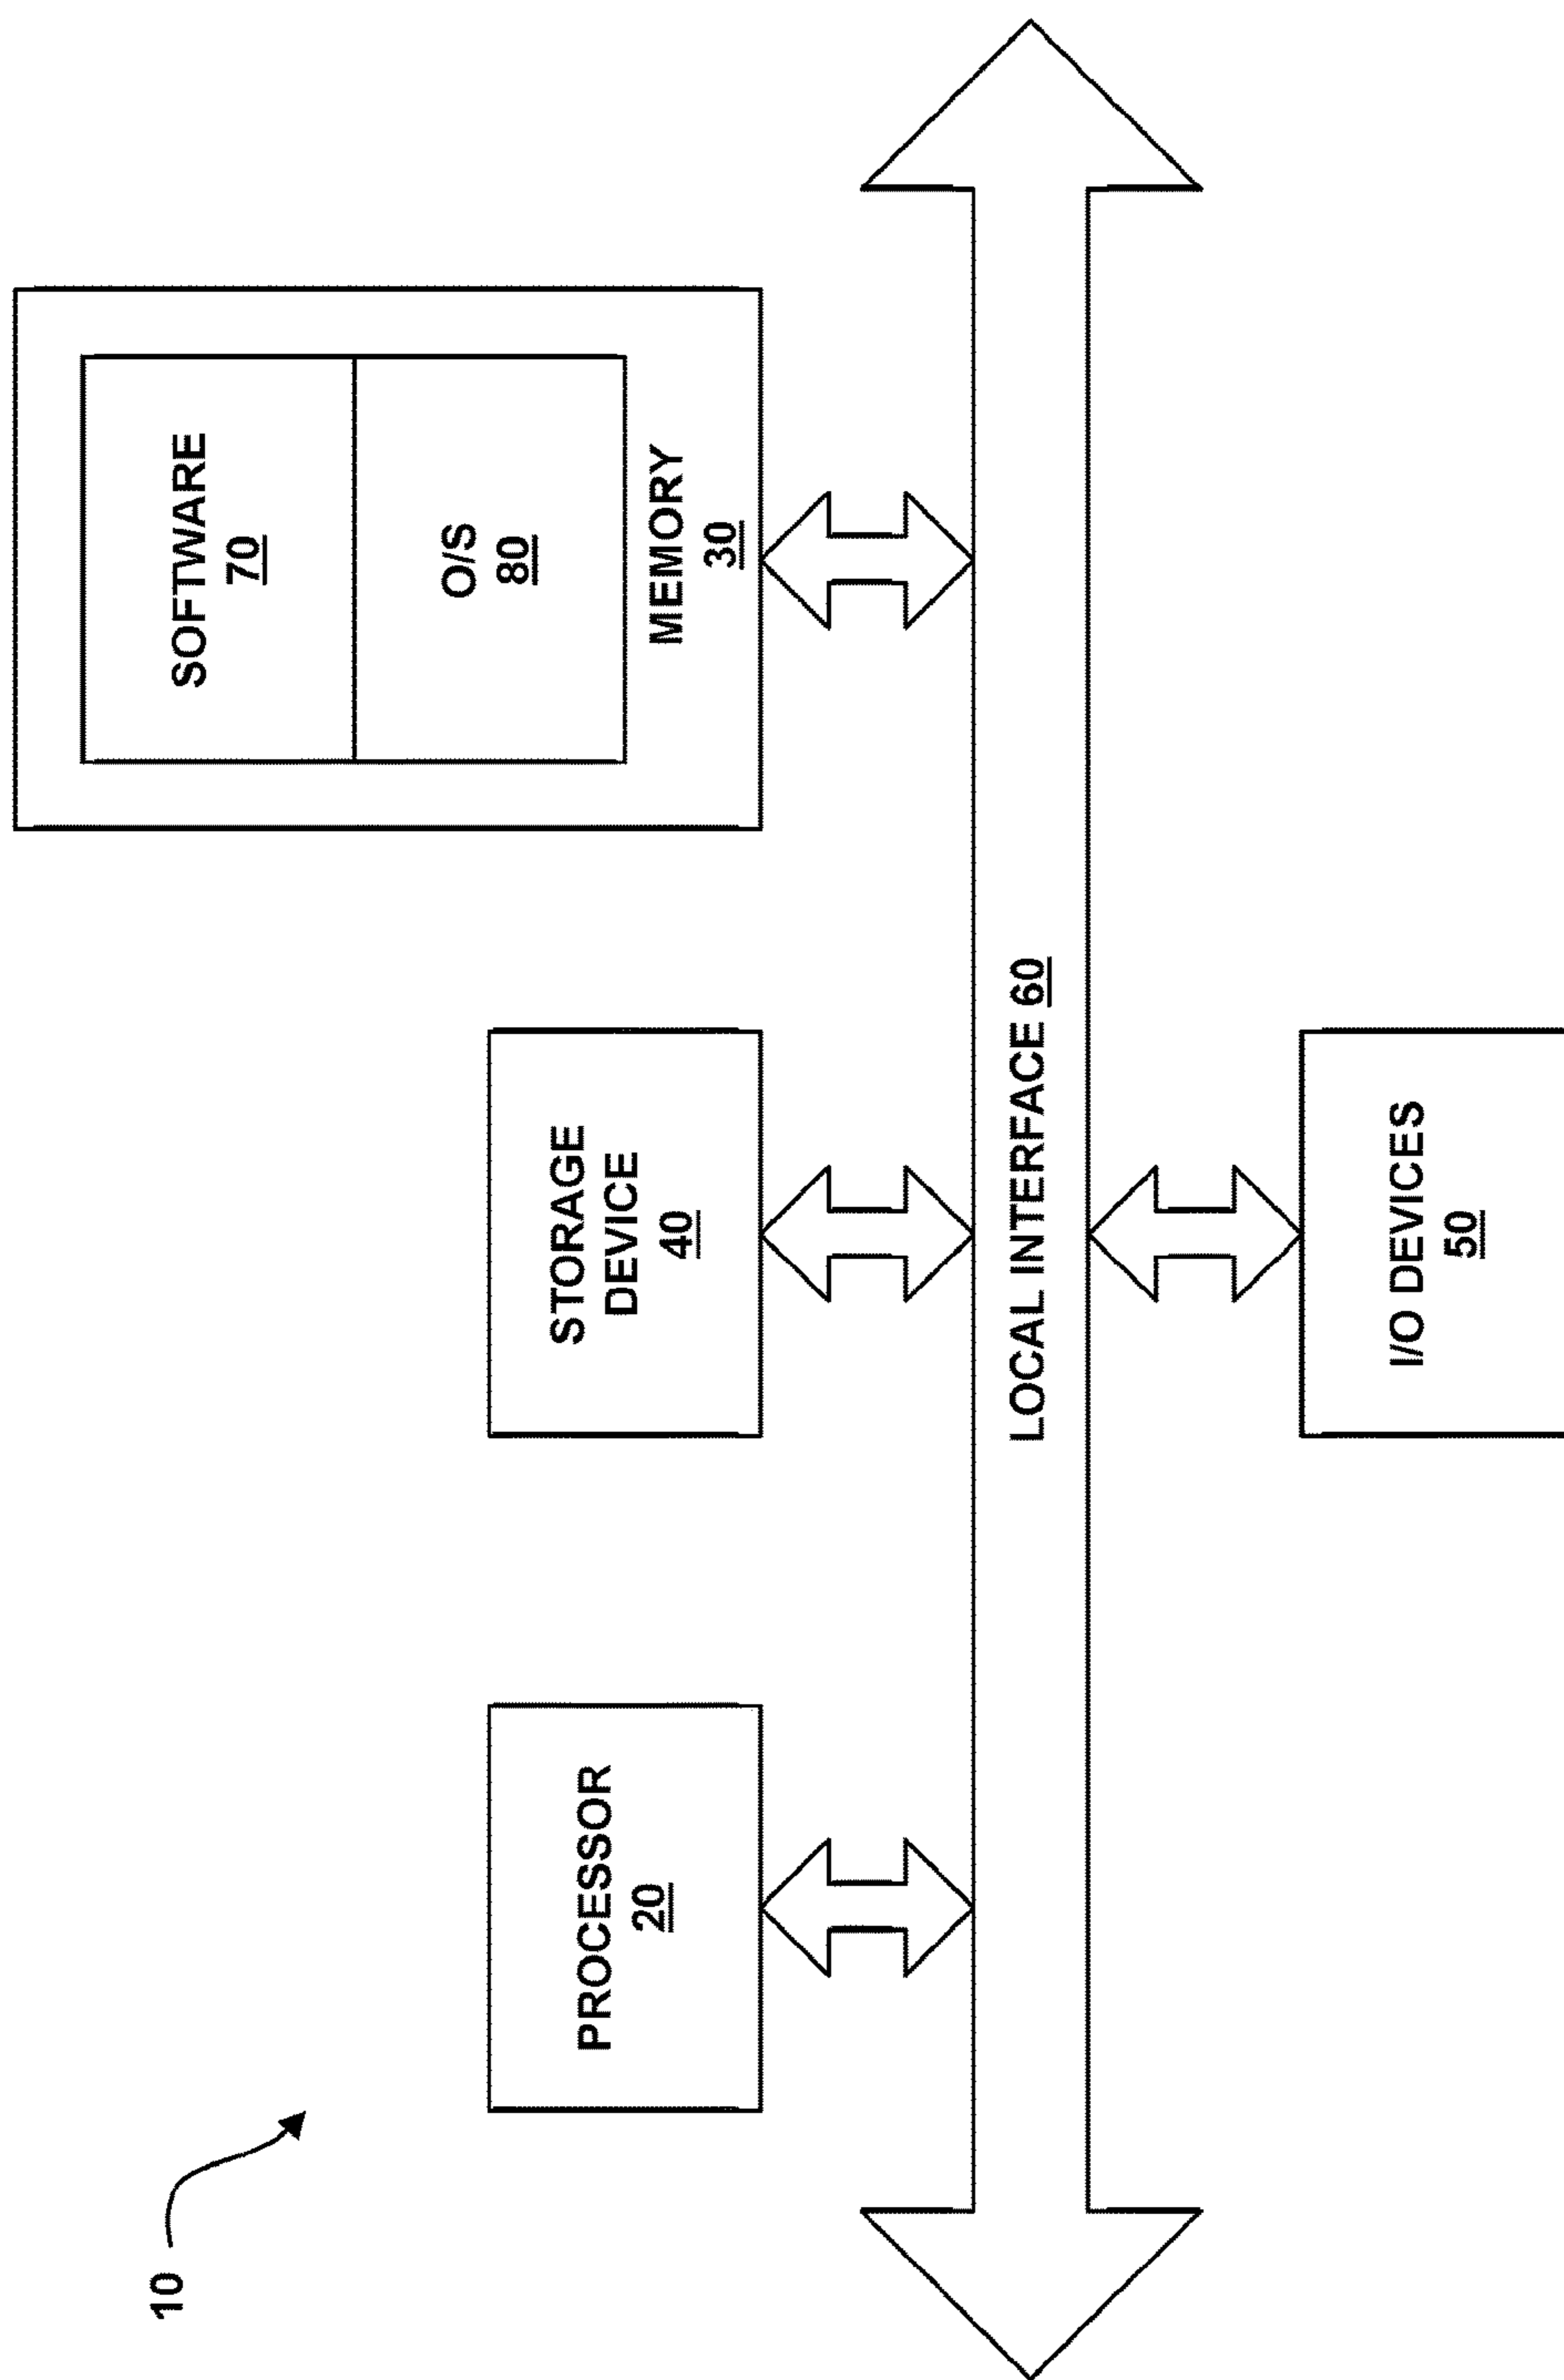 10
PROCESSOR
20
STORAGE
DEVICE
40
SOFTWARE
70
O/S
80
MEMORY
30
LOCAL INTERFACE 60
I/O DEVICES
50